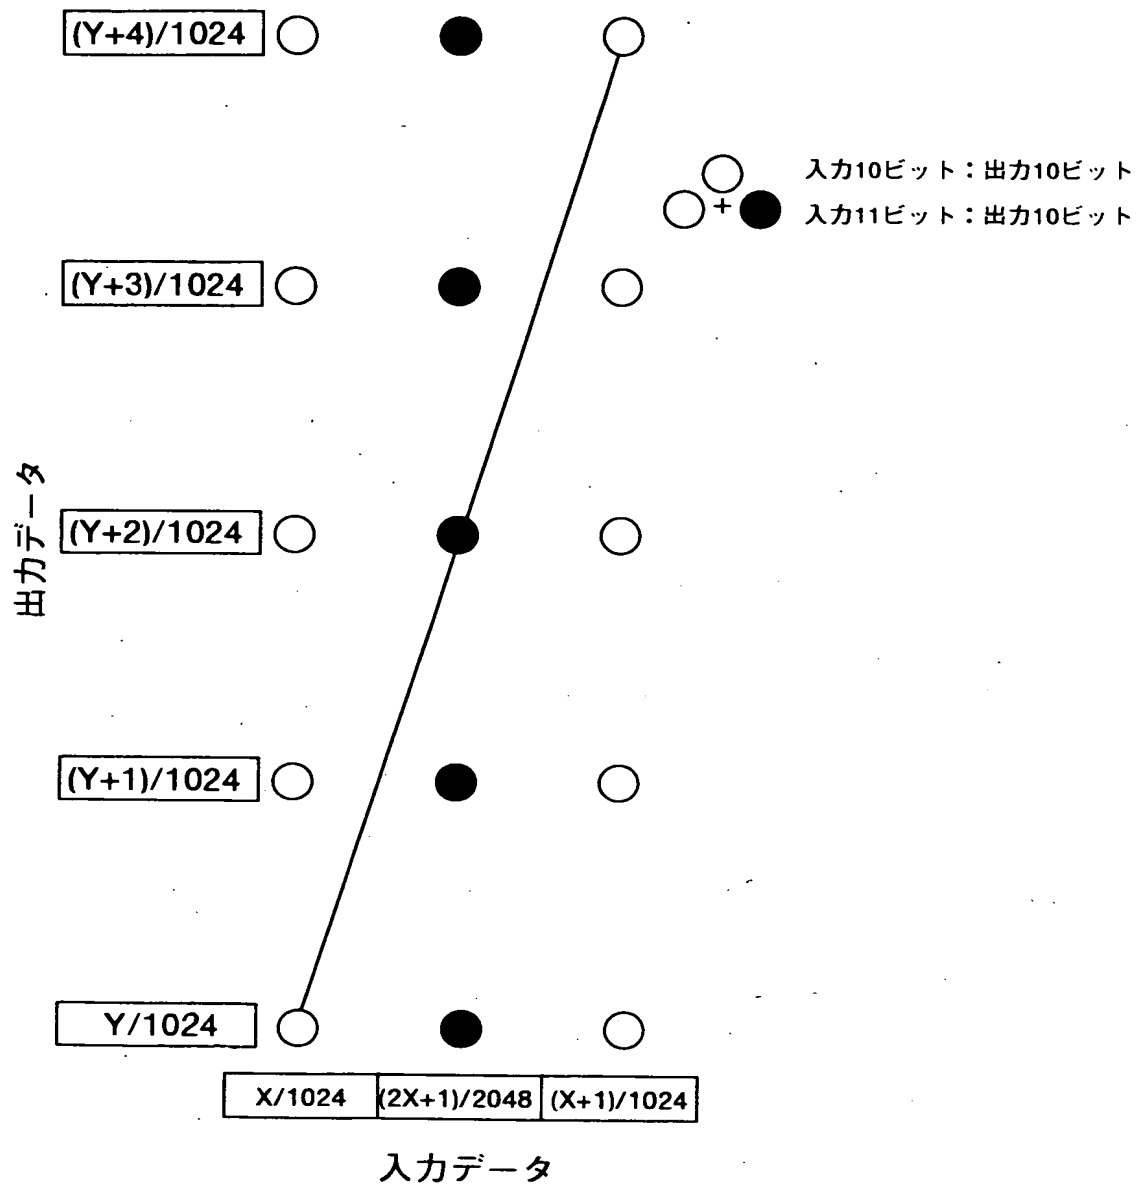 (Y+4)/1024
入力10ビット：出力10ビット
+
入力11ビット：出力10ビット
(Y+3)/1024
出力データ
(Y+2)/1024
(Y+1)/1024
Y/1024
X/1024
(2X+1)/2048
(X+1)/1024
入力データ